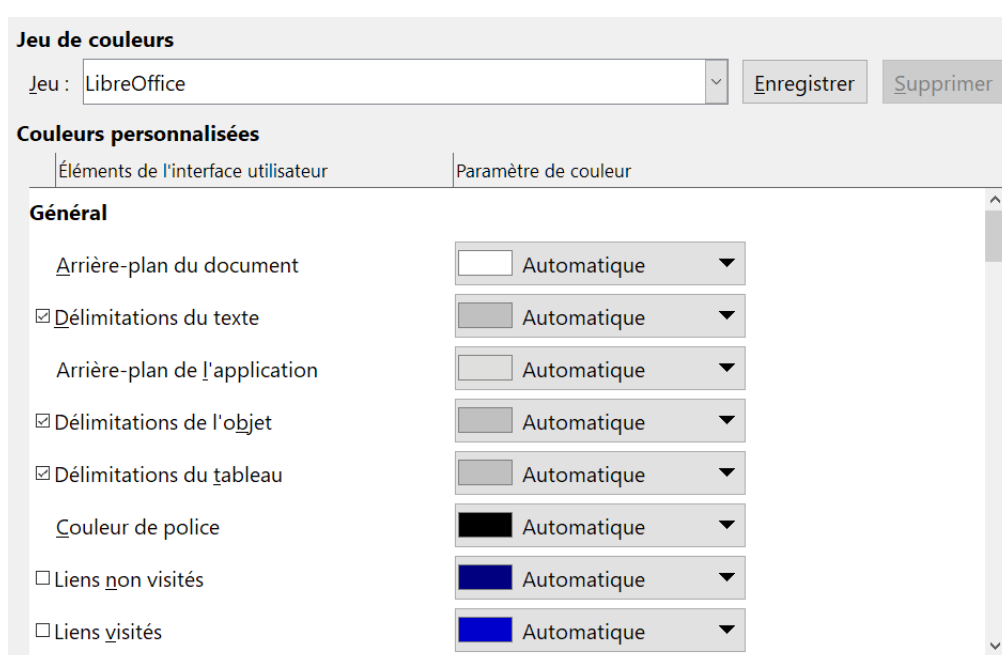 Jeu de couleurs
Jeu : LibreOffice Enregistrer Supprimer
Couleurs personnalisées
Éléments de l'interface utilisateur Paramètre de couleur
Général
Arrière-plan du document Automatique
Délimitations du texte Automatique
Arrière-plan de l'application Automatique
Délimitations de l'objet Automatique
Délimitations du tableau Automatique
Couleur de police Automatique
Liens non visités Automatique
Liens visités Automatique